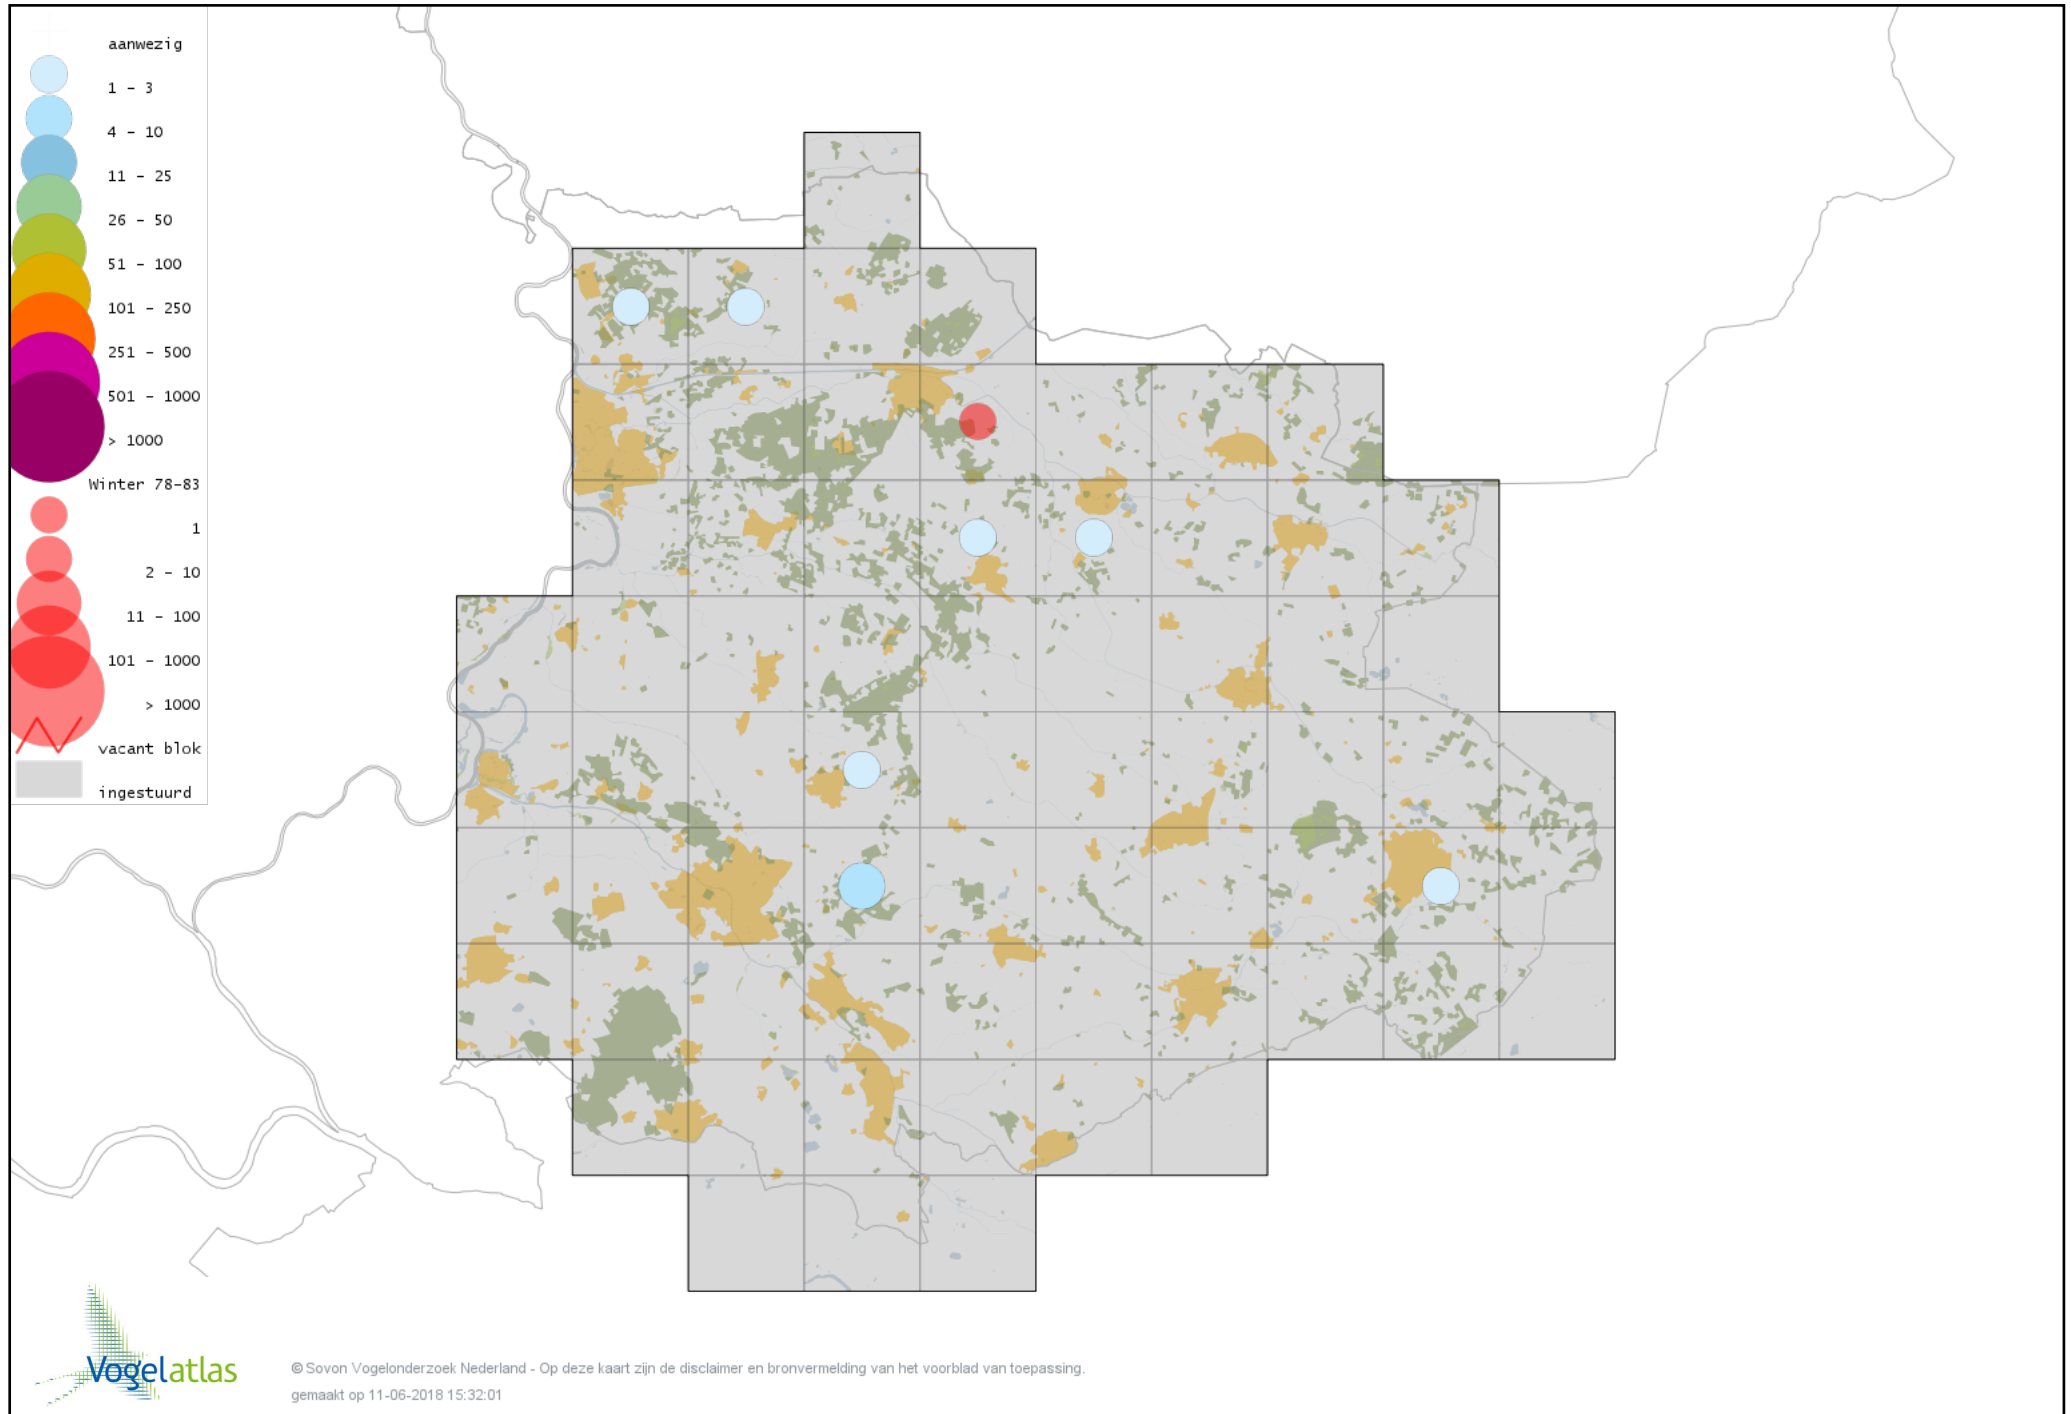 aanwezig
1 - 3
4 - 10
11 - 25
26 - 50
51 - 100
101 - 250
251 - 500
501 - 1000
> 1000
Winter 78-83
1
2 - 10
11 - 100
101 - 1000
> 1000
vacant blok
ingestuurd
Vogelatlas
© Sovon Vogelonderzoek Nederland - Op deze kaart zijn de disclaimer en bronvermelding van het voorblad van toepassing.
gemaakt op 11-06-2018 15:32:01